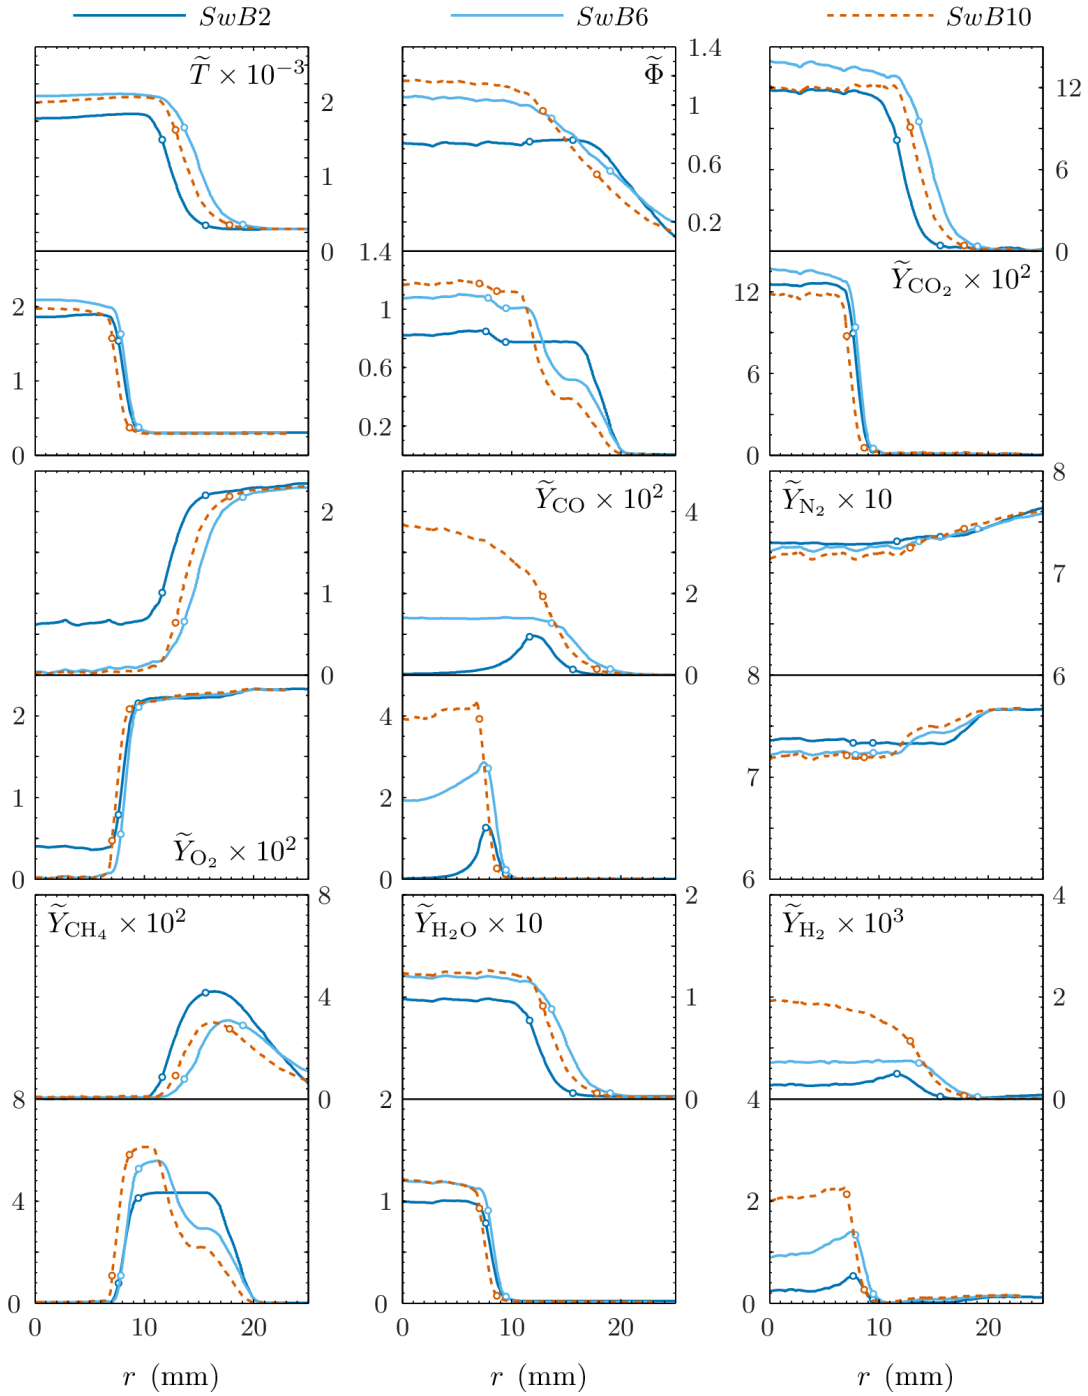 SwB2 SwB6 SwB10
T̃ × 10⁻³ Φ̃ 1.4
2 1 12
1 0.6 6
0 0.2 0
1.4
2 1 12 Ỹ_CO₂ × 10²
1 0.6 6
0 0.2 0
Ỹ_CO × 10² Ỹ_N₂ × 10 8
2 4
1 2 7
0 0 8 6
2 4
1 2 7
Ỹ_O₂ × 10²
0 0 6
Ỹ_CH₄ × 10² 8 Ỹ_H₂O × 10 2 Ỹ_H₂ × 10³ 4
4 1 2
8 0 2 0 4 0
4 1 2
0 0 0
0 10 20 0 10 20 0 10 20
r (mm) r (mm) r (mm)